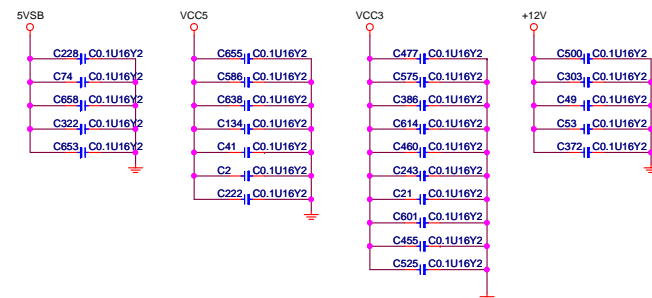 5VSB
C228 C0.1U16Y2
C74 C0.1U16Y2
C658 C0.1U16Y2
C322 C0.1U16Y2
C653 C0.1U16Y2
VCC5
C655 C0.1U16Y2
C586 C0.1U16Y2
C638 C0.1U16Y2
C134 C0.1U16Y2
C41 C0.1U16Y2
C2 C0.1U16Y2
C222 C0.1U16Y2
VCC3
C477 C0.1U16Y2
C575 C0.1U16Y2
C386 C0.1U16Y2
C614 C0.1U16Y2
C460 C0.1U16Y2
C243 C0.1U16Y2
C21 C0.1U16Y2
C601 C0.1U16Y2
C455 C0.1U16Y2
C525 C0.1U16Y2
+12V
C500 C0.1U16Y2
C303 C0.1U16Y2
C49 C0.1U16Y2
C53 C0.1U16Y2
C372 C0.1U16Y2